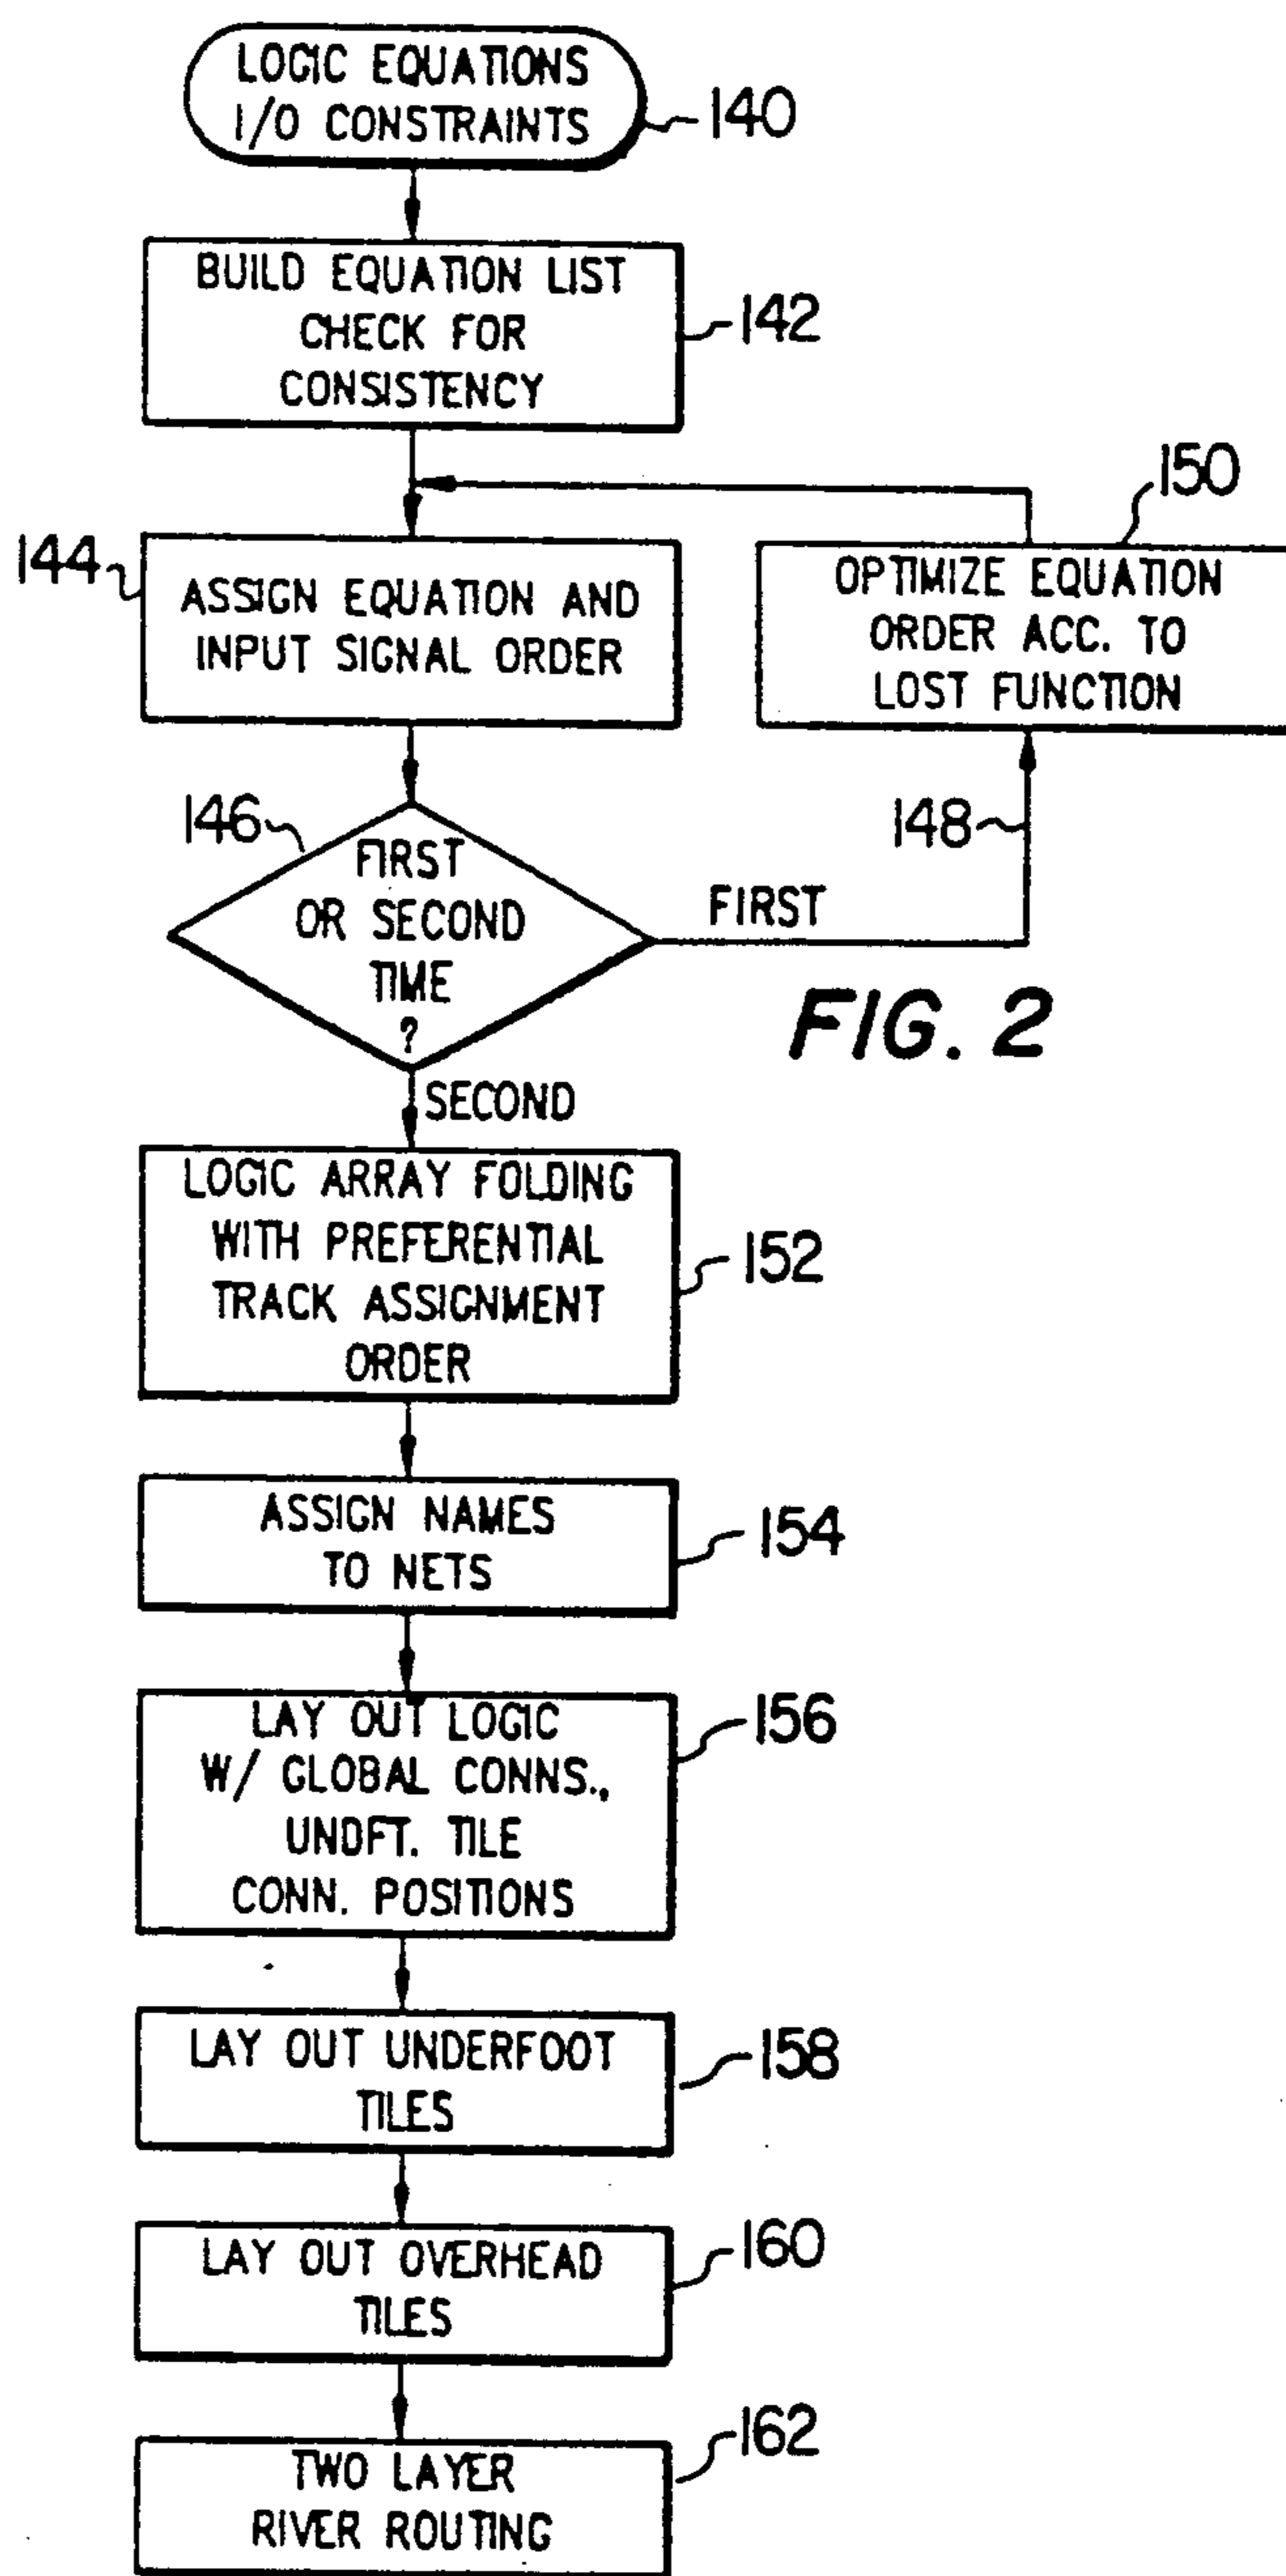 LOGIC EQUATIONS
I/O CONSTRAINTS
140
BUILD EQUATION LIST
CHECK FOR
CONSISTENCY
142
150
144
ASSIGN EQUATION AND
INPUT SIGNAL ORDER
OPTIMIZE EQUATION
ORDER ACC. TO
LOST FUNCTION
146
148
FIRST
OR SECOND
TIME
?
FIRST
FIG. 2
SECOND
LOGIC ARRAY FOLDING
WITH PREFERENTIAL
TRACK ASSIGNMENT
ORDER
152
ASSIGN NAMES
TO NETS
154
LAY OUT LOGIC
W/ GLOBAL CONNS.,
UNDFT. TILE
CONN. POSITIONS
156
LAY OUT UNDERFOOT
TILES
158
LAY OUT OVERHEAD
TILES
160
TWO LAYER
RIVER ROUTING
162